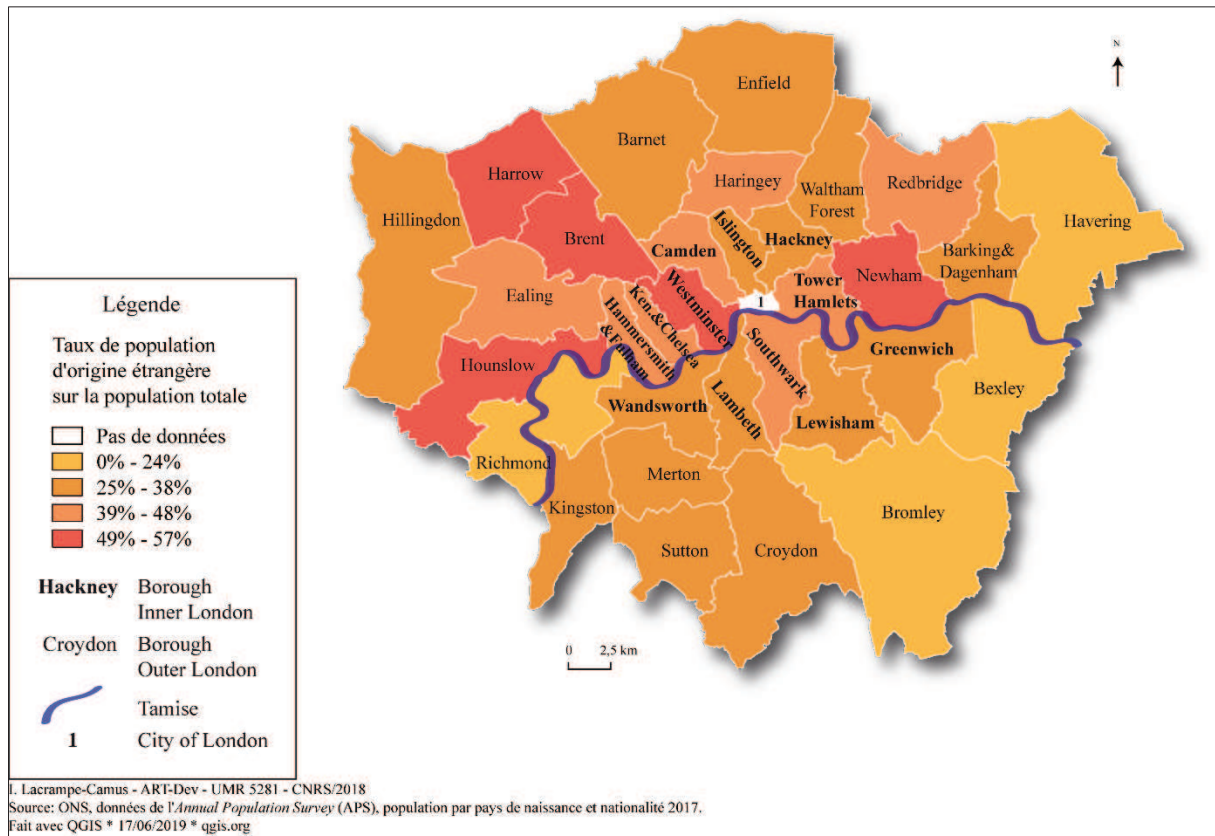 N
Enfield
Barnet
Harrow
Haringey
Waltham
Forest
Redbridge
Havering
Hillingdon
Brent
Islington
Hackney
Camden
Barking&
Dagenham
Newham
Tower
Hamlets
Ealing
Westminster
Ken.&Chelsea
Hammersmith
&Fulham
1
Southwark
Greenwich
Hounslow
Bexley
Wandsworth
Lambeth
Lewisham
Richmond
Merton
Kingston
Bromley
Sutton
Croydon
0 2,5 km
Légende
Taux de population
d'origine étrangère
sur la population totale
Pas de données
0% - 24%
25% - 38%
39% - 48%
49% - 57%
Hackney Borough
Inner London
Croydon Borough
Outer London
Tamise
1 City of London
I. Lacrampe-Camus - ART-Dev - UMR 5281 - CNRS/2018
Source: ONS, données de l'Annual Population Survey (APS), population par pays de naissance et nationalité 2017.
Fait avec QGIS * 17/06/2019 * qgis.org